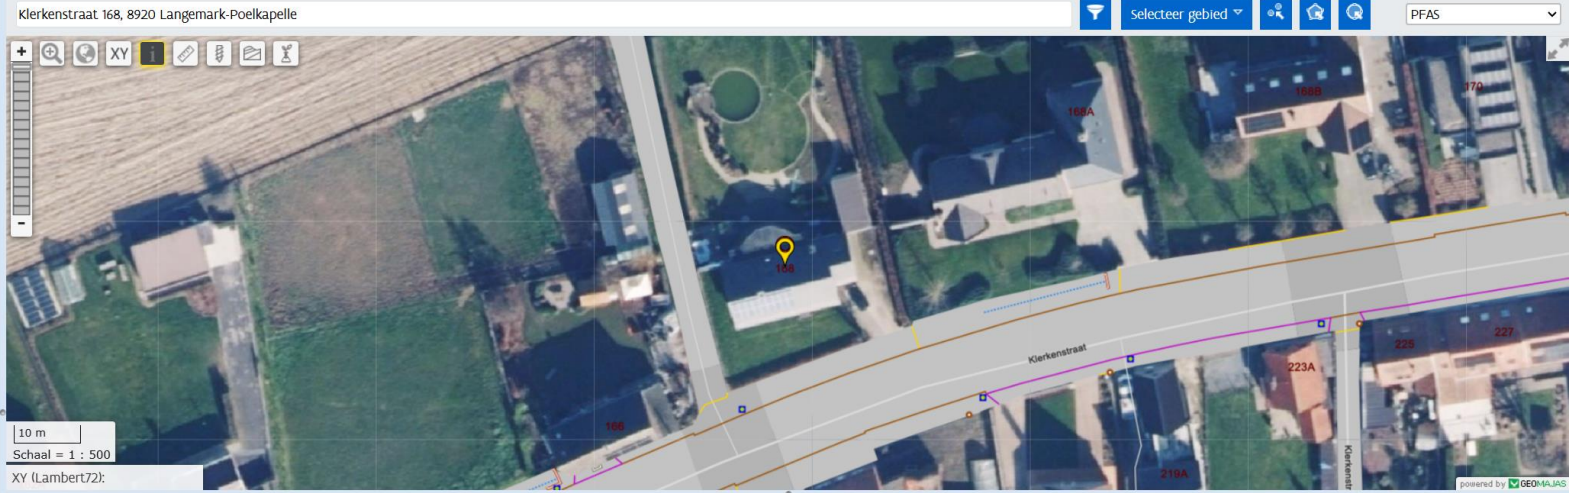 Klerkenstraat 168, 8920 Langemark-Poelkapelle
Selecteer gebied
PFAS
+
XY
i
-
168A
168B
170
168
166
Klerkenstraat
225
227
223A
219A
Klerkenstr
10 m
Schaal = 1 : 500
XY (Lambert72):
powered by GEOMAJAS